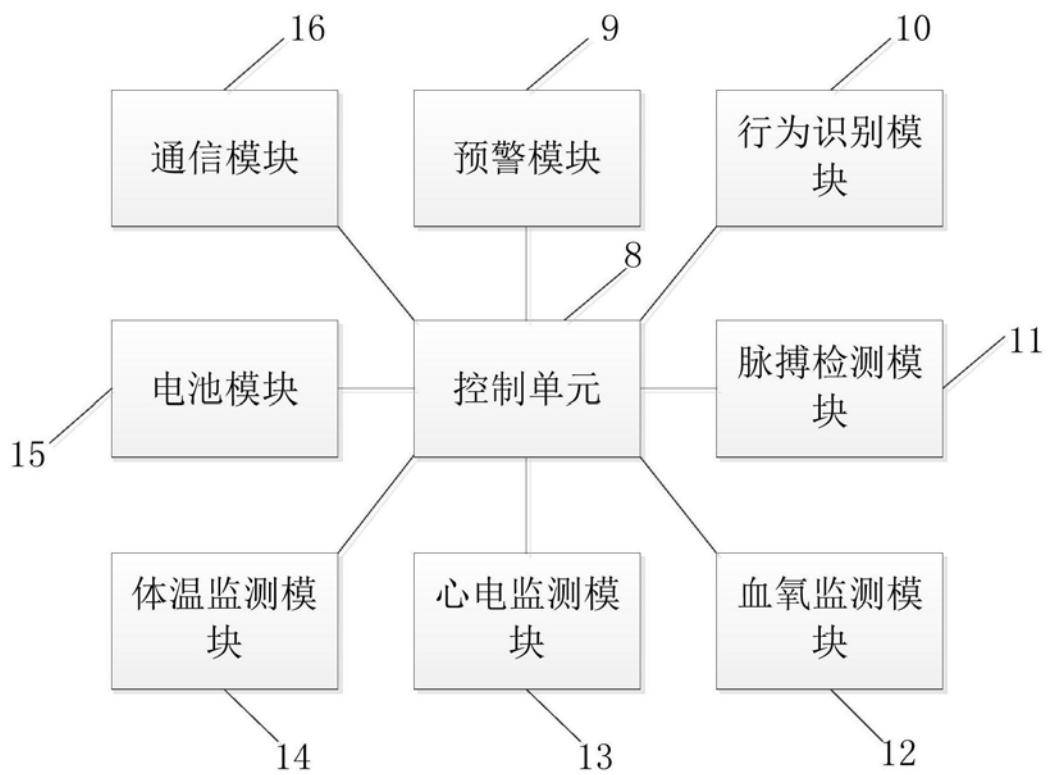 16
9
10
通信模块
预警模块
行为识别模
块
8
电池模块
控制单元
脉搏检测模
块
11
15
体温监测模
块
心电监测模
块
血氧监测模
块
14
13
12